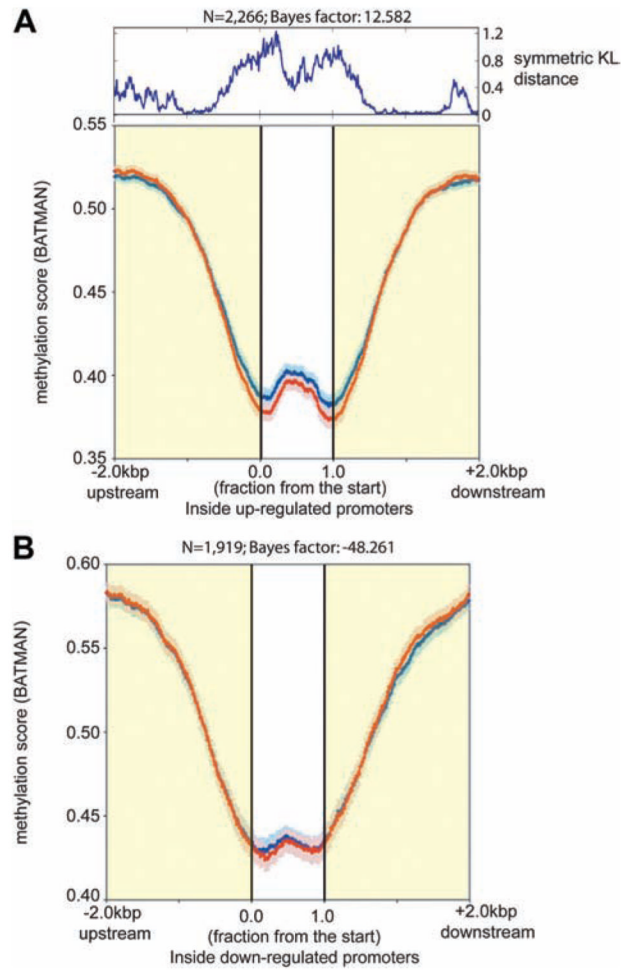 A
N=2,266; Bayes factor: 12.582
1.2
0.8
0.4
0
symmetric KL
distance
0.55
0.50
0.45
0.40
0.35
methylation score (BATMAN)
-2.0kbp
upstream
0.0
1.0
+2.0kbp
downstream
(fraction from the start)
Inside up-regulated promoters
B
N=1,919; Bayes factor: -48.261
0.60
0.55
0.50
0.45
0.40
methylation score (BATMAN)
-2.0kbp
upstream
0.0
1.0
+2.0kbp
downstream
(fraction from the start)
Inside down-regulated promoters